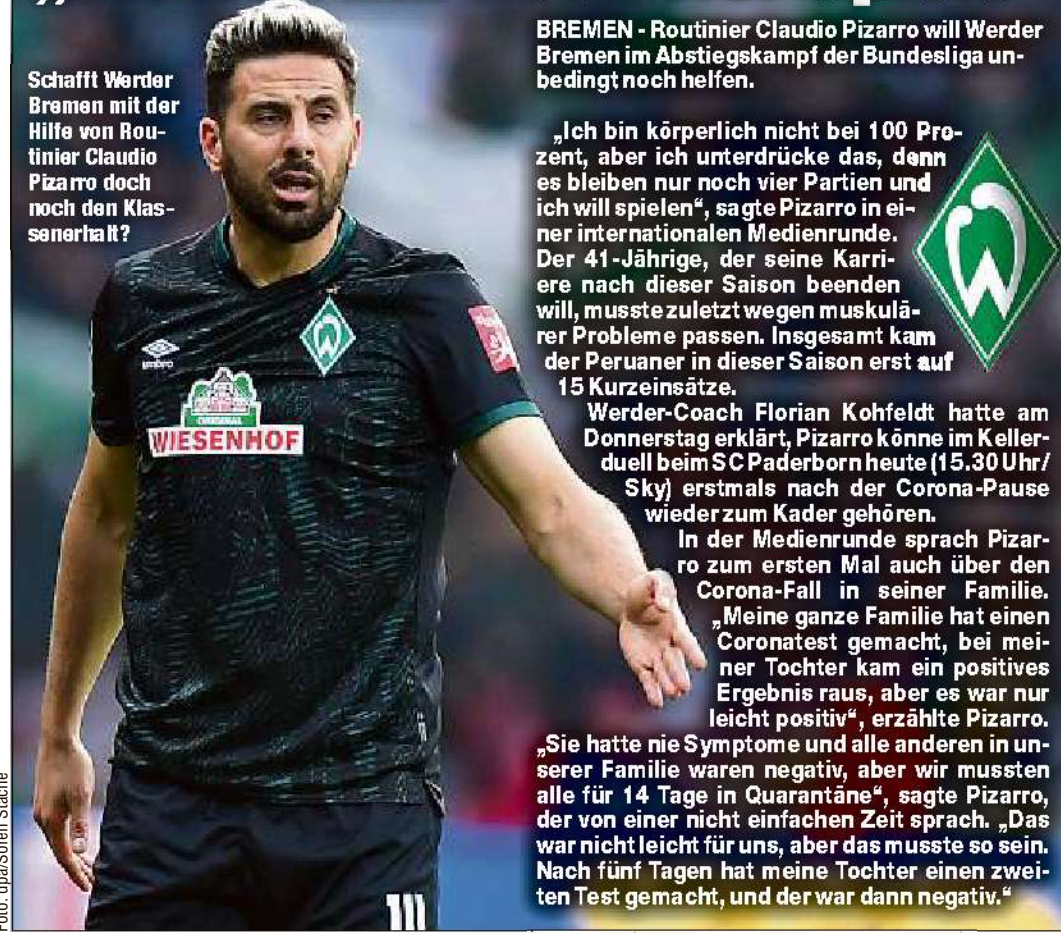 Schafft Werder
Bremen mit der
Hilfe von Rou-
tinier Claudio
Pizarro doch
noch den Klas-
senerhalt?
BREMEN - Routinier Claudio Pizarro will Werder
Bremen im Abstiegskampf der Bundesliga un-
bedingt noch helfen.
„Ich bin körperlich nicht bei 100 Pro-
zent, aber ich unterdrücke das, denn
es bleiben nur noch vier Partien und
ich will spielen“, sagte Pizarro in ei-
ner internationalen Medienrunde.
Der 41-Jährige, der seine Karri-
ere nach dieser Saison beenden
will, musste zuletzt wegen muskulä-
rer Probleme passen. Insgesamt kam
der Peruaner in dieser Saison erst auf
15 Kurzeinsätze.
Werder-Coach Florian Kohfeldt hatte am
Donnerstag erklärt, Pizarro könne im Keller-
duell beim SC Paderborn heute (15.30 Uhr/
Sky) erstmals nach der Corona-Pause
wieder zum Kader gehören.
In der Medienrunde sprach Pizar-
ro zum ersten Mal auch über den
Corona-Fall in seiner Familie.
„Meine ganze Familie hat einen
Coronatest gemacht, bei mei-
ner Tochter kam ein positives
Ergebnis raus, aber es war nur
leicht positiv“, erzählte Pizarro.
„Sie hatte nie Symptome und alle anderen in un-
serer Familie waren negativ, aber wir mussten
alle für 14 Tage in Quarantäne“, sagte Pizarro,
der von einer nicht einfachen Zeit sprach. „Das
war nicht leicht für uns, aber das musste so sein.
Nach fünf Tagen hat meine Tochter einen zwei-
ten Test gemacht, und der war dann negativ.“
umbro
ORIGINAL
WIESENHOF
W
Foto: dpa/Soften Stache